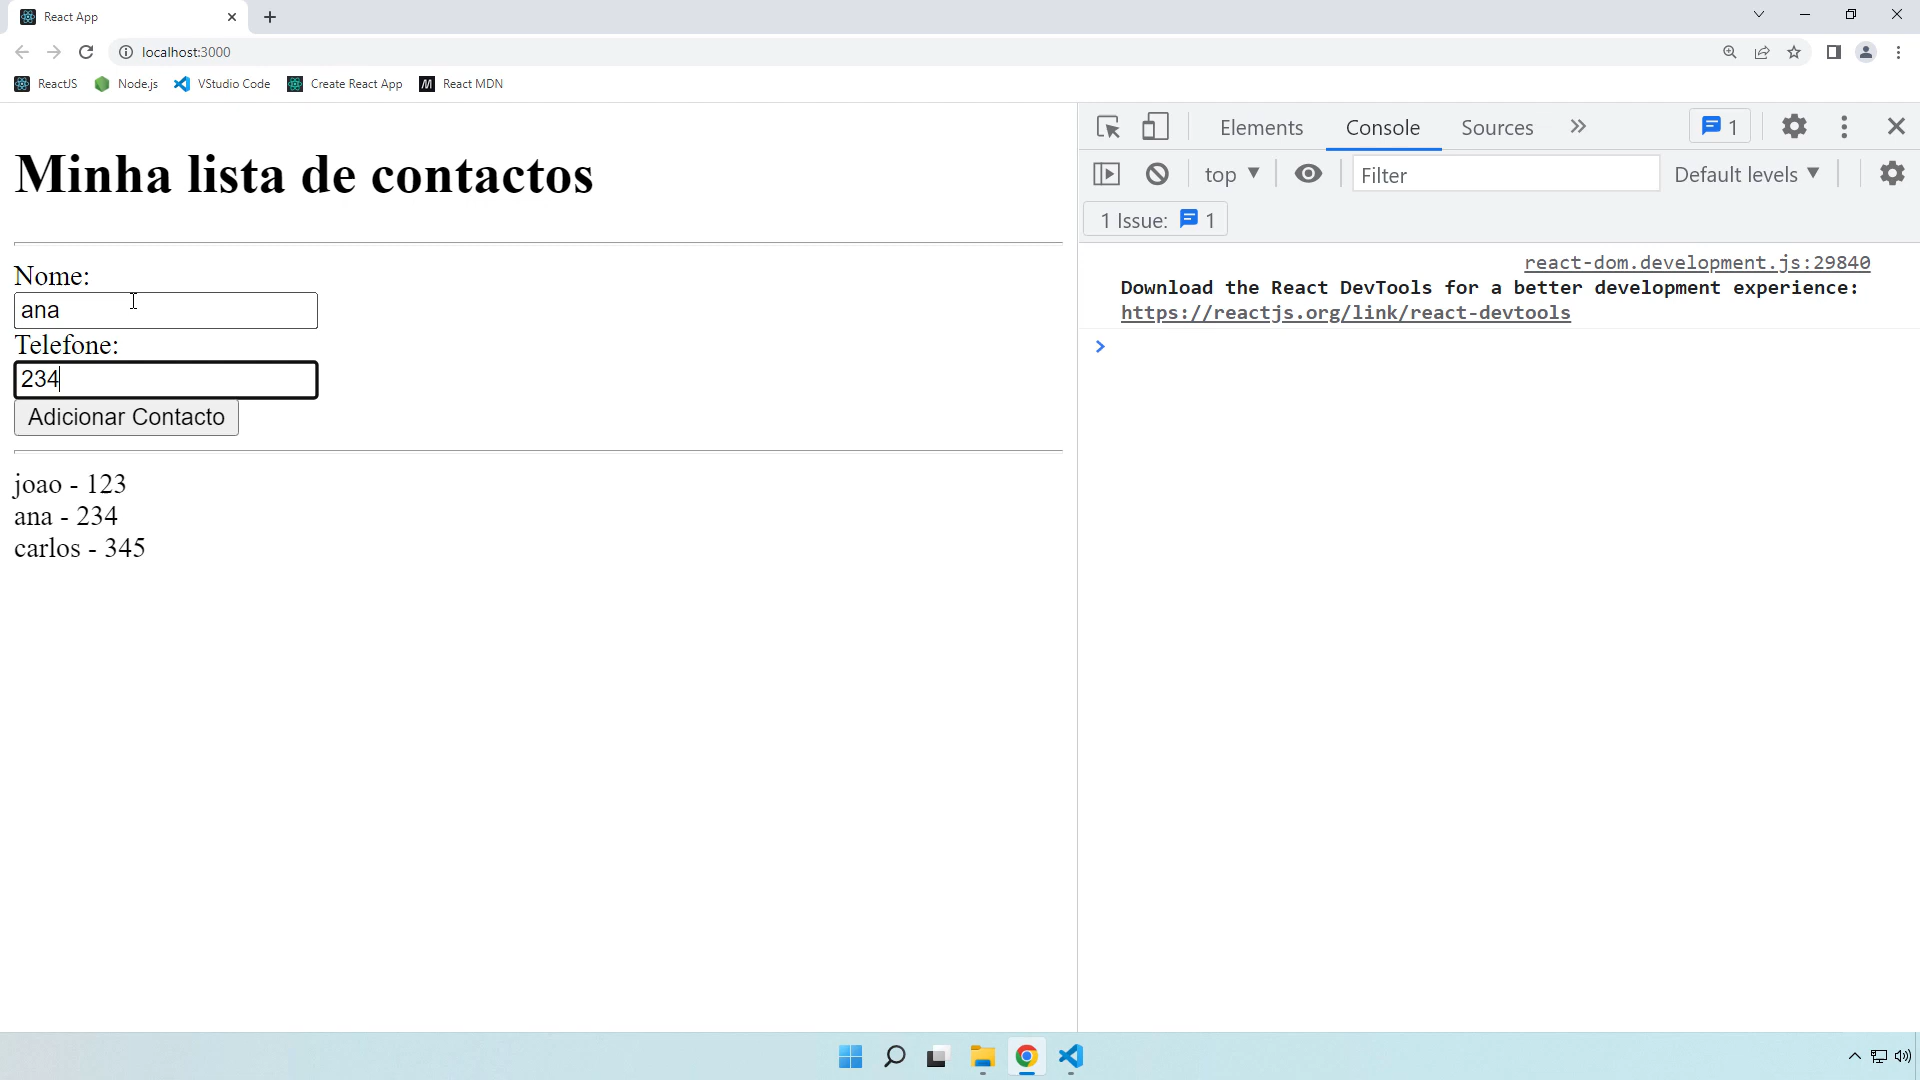 React App
localhost:3000
ReactJS Node.js VStudio Code Create React App React MDN
Minha lista de contactos
Nome:
ana
Telefone:
234
Adicionar Contacto
joao - 123
ana - 234
carlos - 345
Elements Console Sources 1
top Filter Default levels
1 Issue: 1
react-dom.development.js:29840
Download the React DevTools for a better development experience:
https://reactjs.org/link/react-devtools